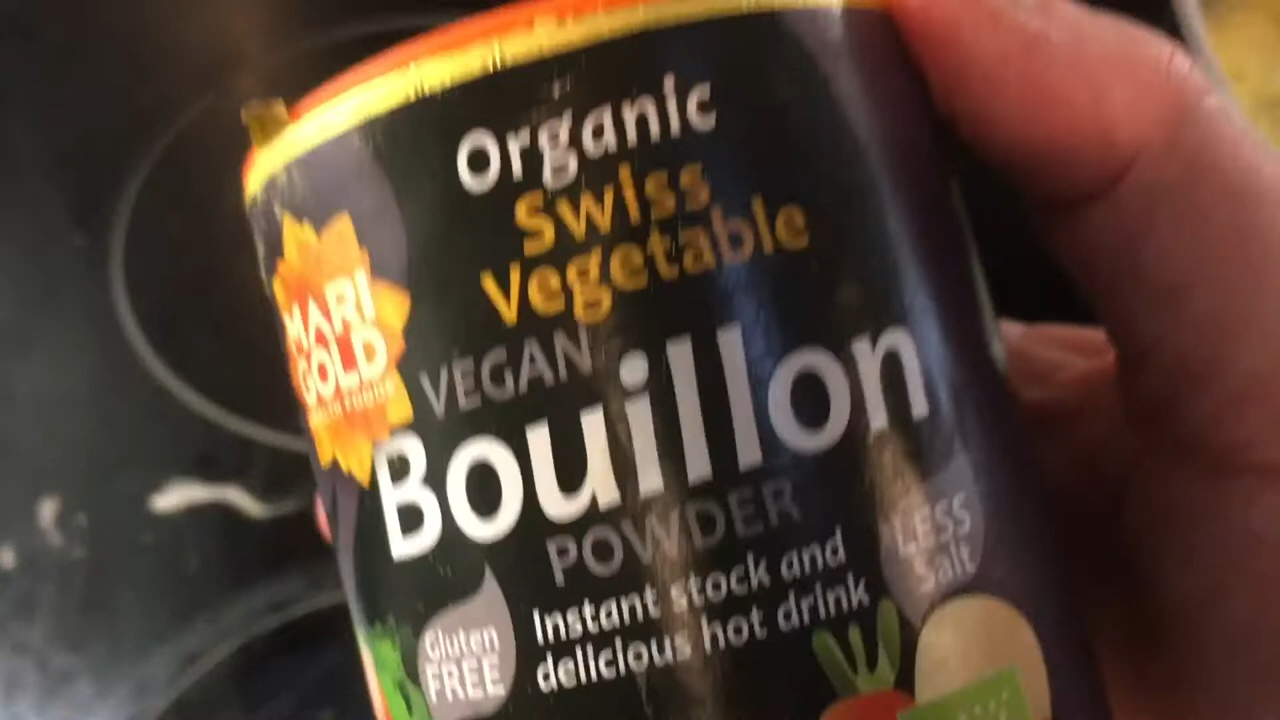 Organic
Swiss
Vegetable
MARI
GOLD
VEGAN
Bouillon
POWDER
LESS
Salt
Instant stock and
delicious hot drink
Gluten
FREE